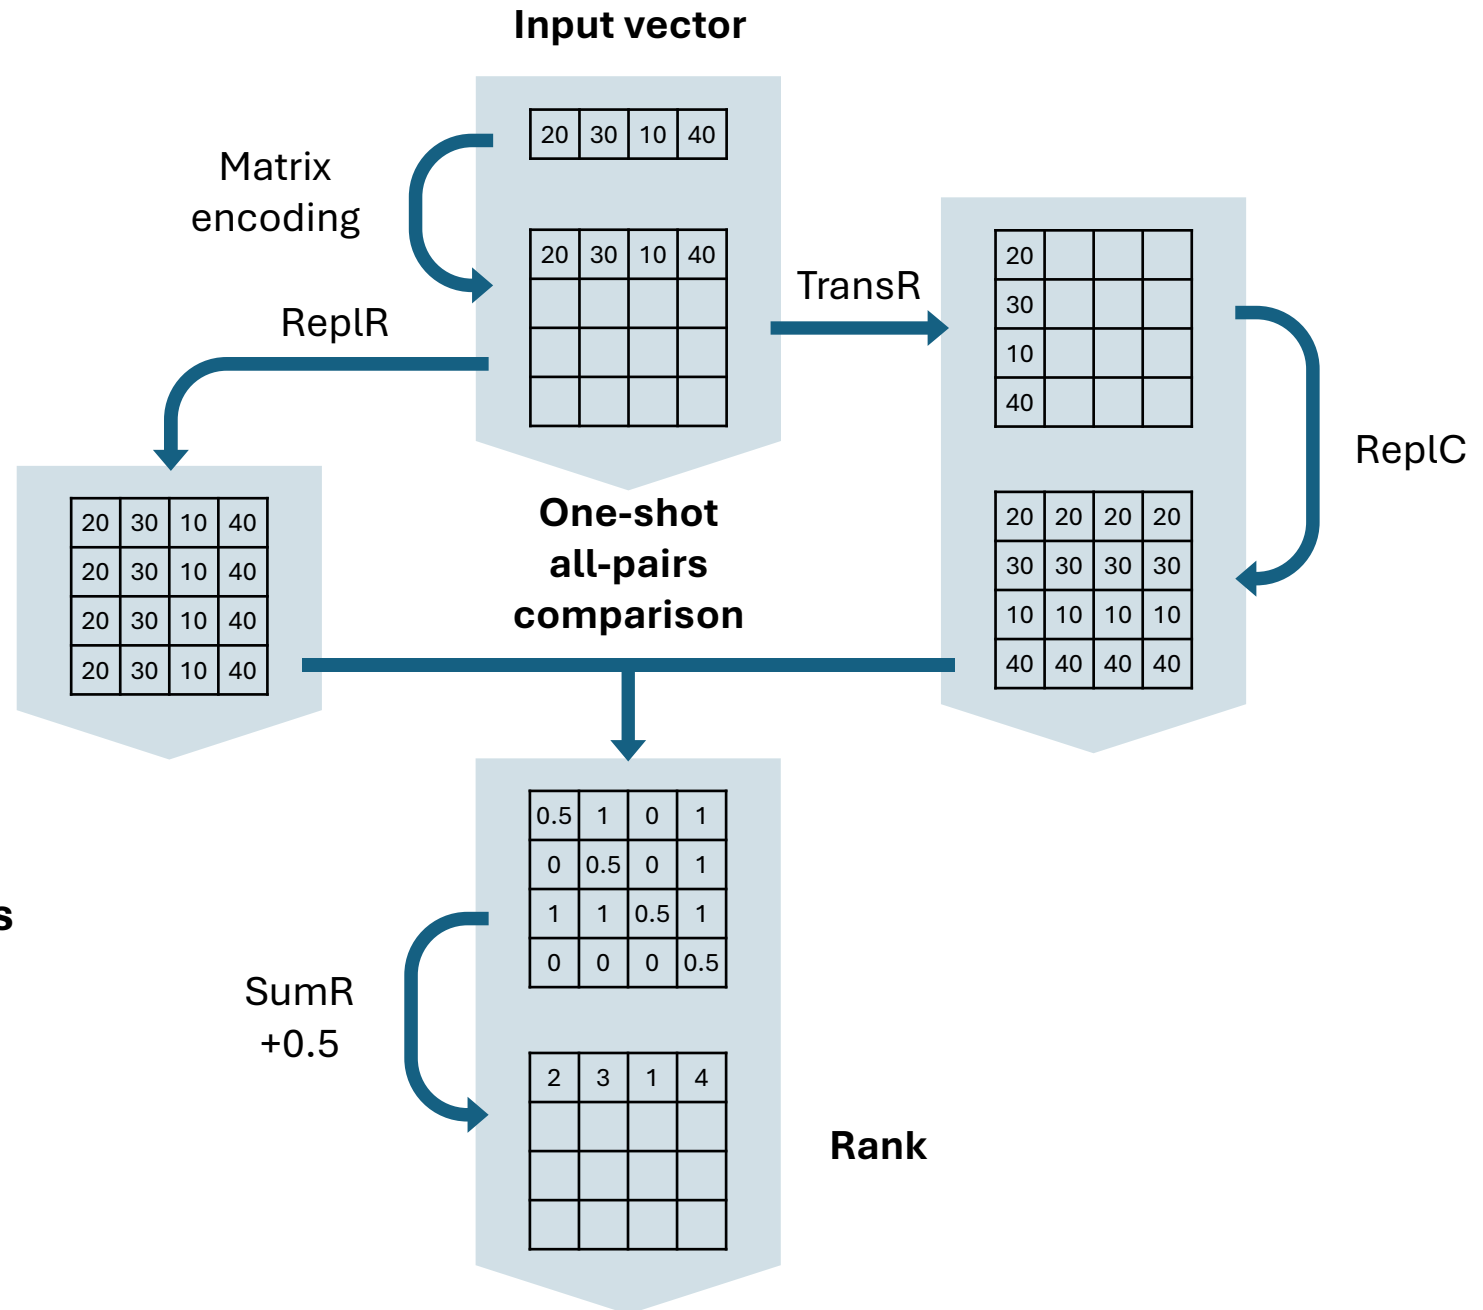 Input vector
20 30 10 40
Matrix
encoding
20 30 10 40
TransR
20
30
10
40
ReplR
ReplC
20 30 10 40
20 30 10 40
20 30 10 40
20 30 10 40
One-shot
all-pairs
comparison
20 20 20 20
30 30 30 30
10 10 10 10
40 40 40 40
0.5 1 0 1
0 0.5 0 1
1 1 0.5 1
0 0 0 0.5
s
SumR
+0.5
2 3 1 4
Rank